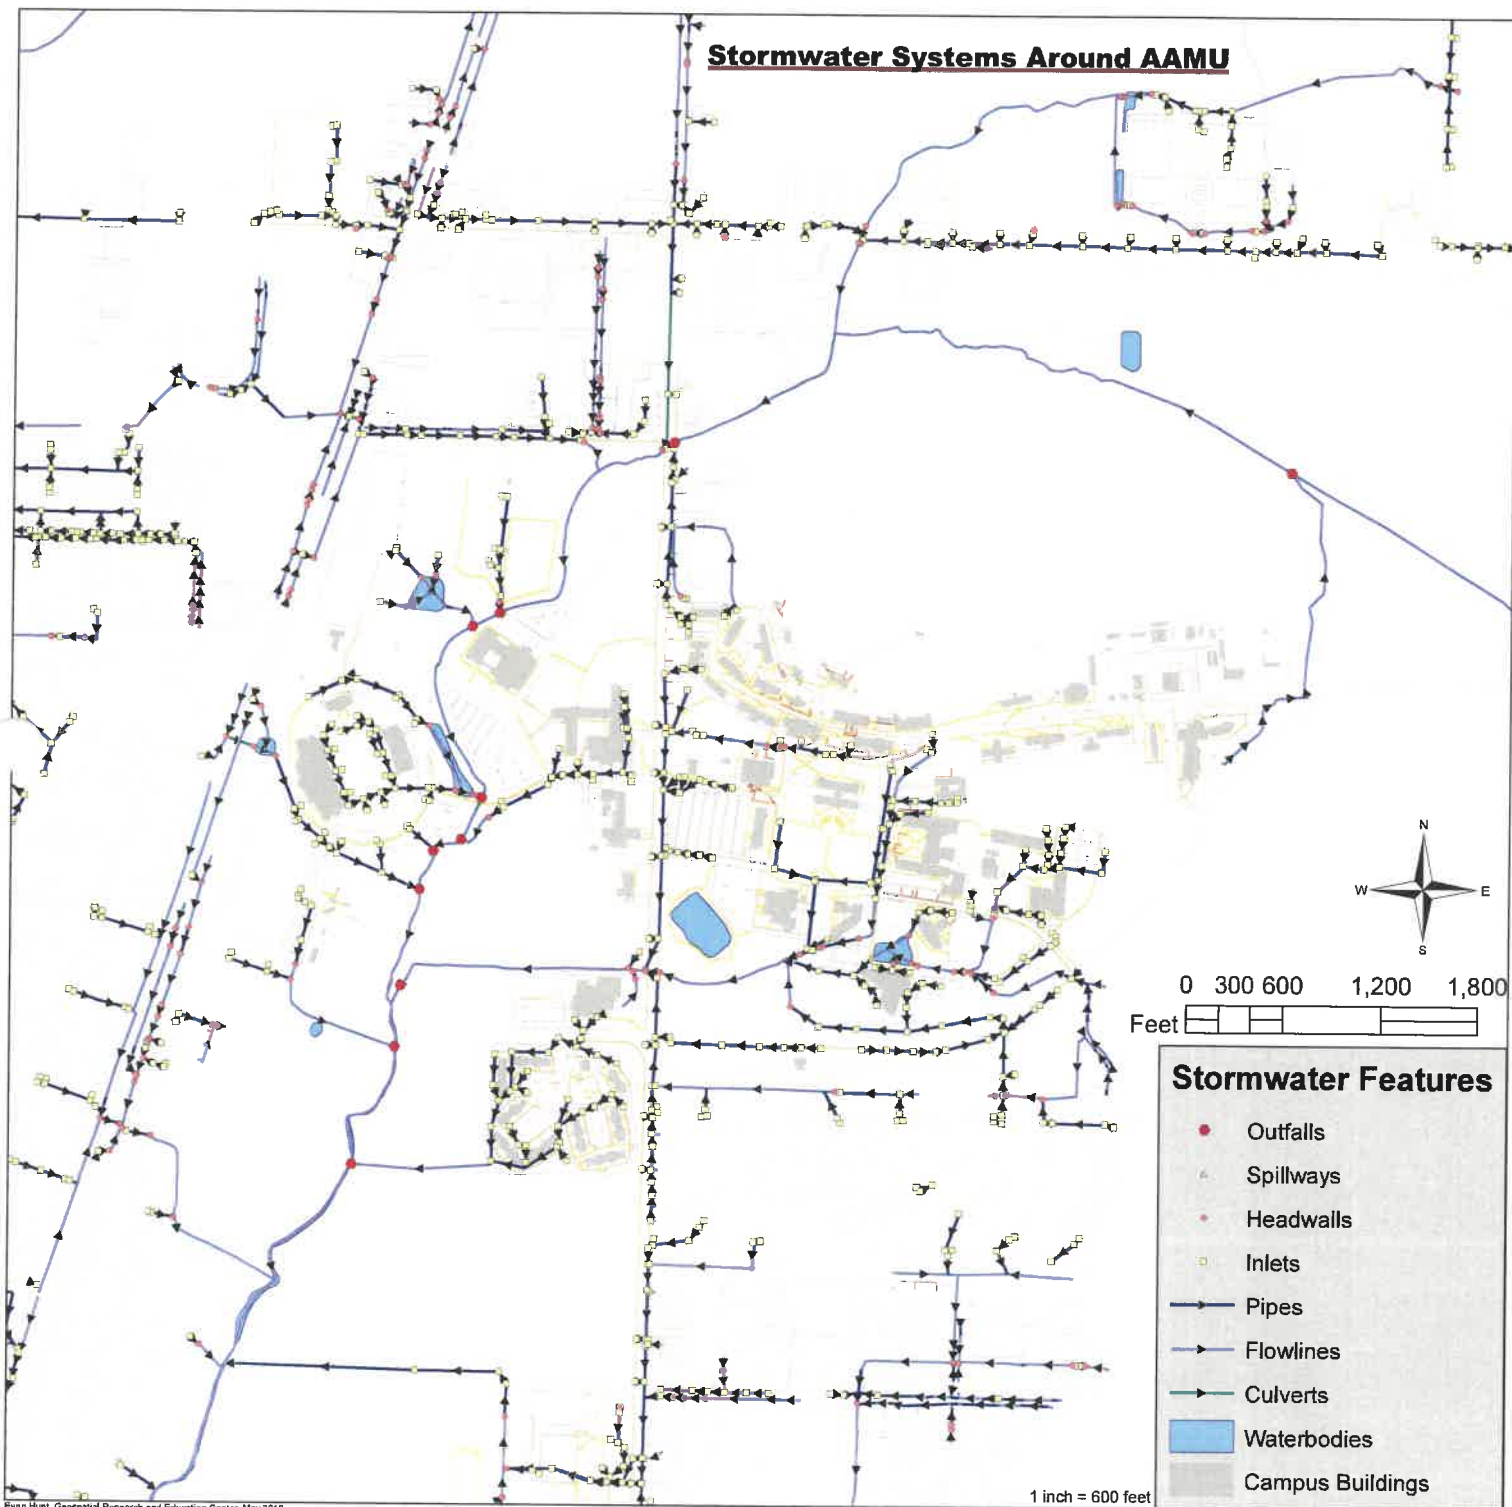 Stormwater Systems Around AAMU
N
W
E
S
0 300 600 1,200 1,800
Feet
Stormwater Features
Outfalls
Spillways
Headwalls
Inlets
Pipes
Flowlines
Culverts
Waterbodies
Campus Buildings
1 inch = 600 feet